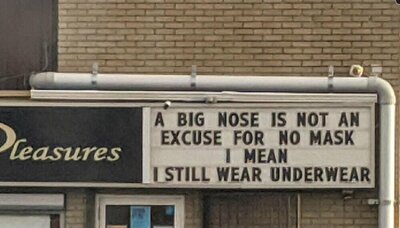 Pleasures
A BIG NOSE IS NOT AN
EXCUSE FOR NO MASK
I MEAN
I STILL WEAR UNDERWEAR